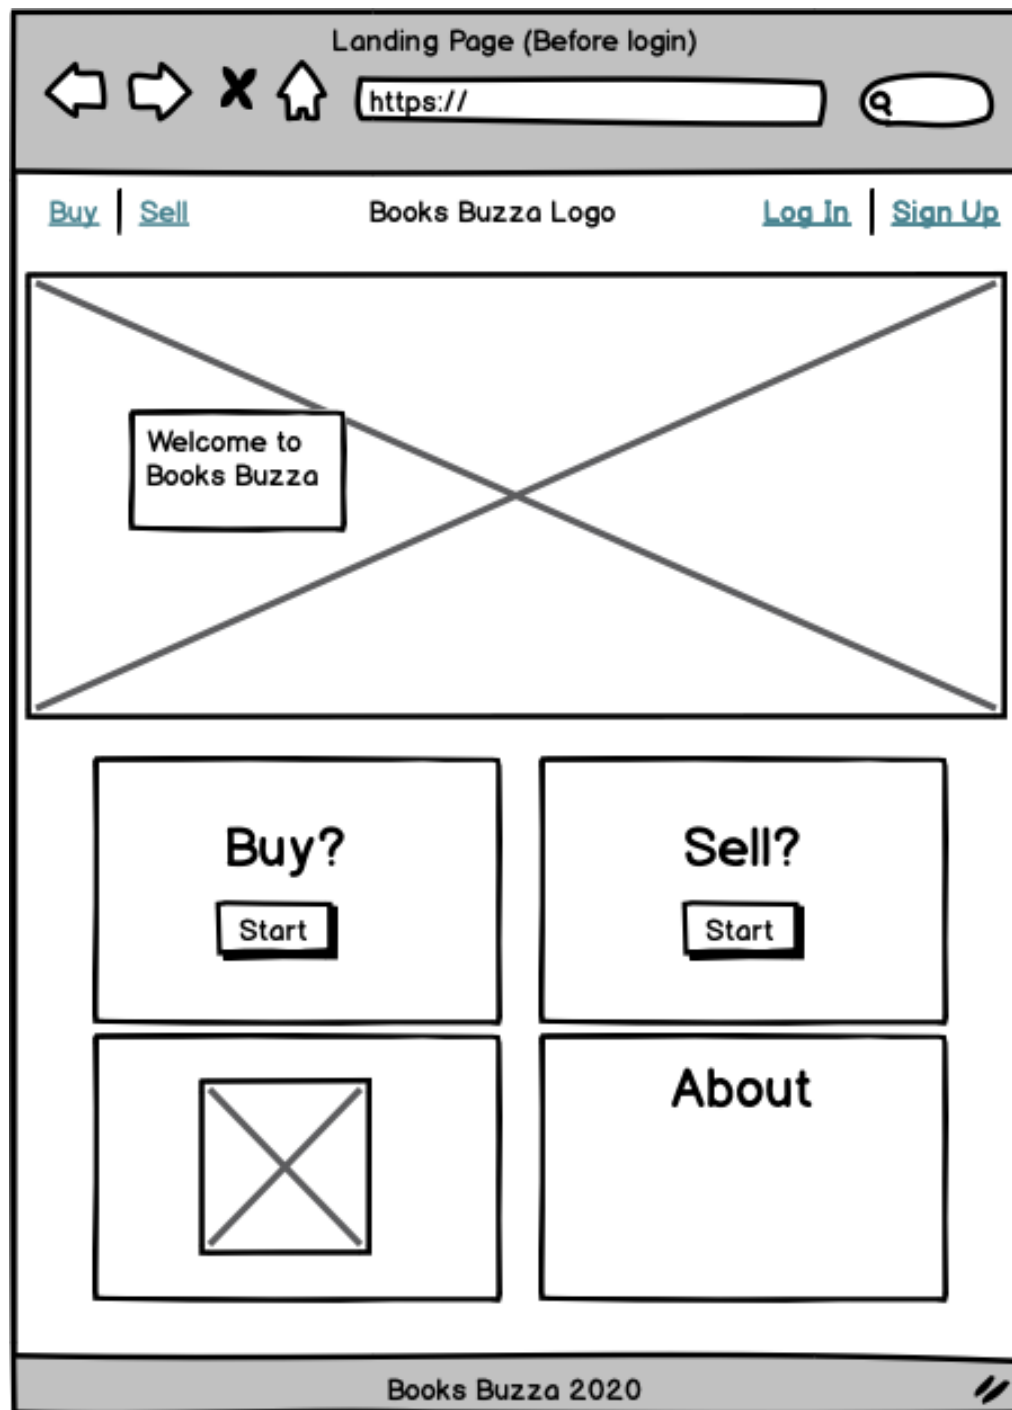 Landing Page (Before login)
https://
Buy | Sell
Books Buzza Logo
Log In | Sign Up
Welcome to
Books Buzza
Buy?
Start
Sell?
Start
About
Books Buzza 2020